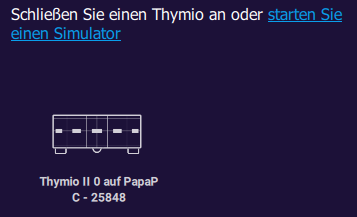 Schließen Sie einen Thymio an oder starten Sie
einen Simulator
Thymio II 0 auf PapaP
C - 25848